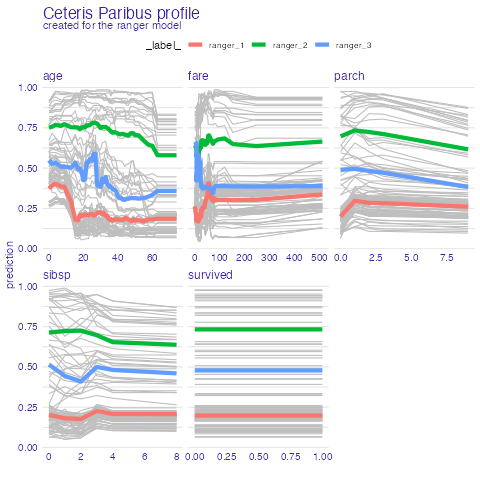 Ceteris Paribus profile
created for the ranger model
_label_ ranger_1 ranger_2 ranger_3
age fare parch
1.00
0.75
0.50
0.25
0.00
0 20 40 60 0 100 200 300 400 500 0.0 2.5 5.0 7.5
prediction
sibsp survived
1.00
0.75
0.50
0.25
0.00
0 2 4 6 8 0.00 0.25 0.50 0.75 1.00